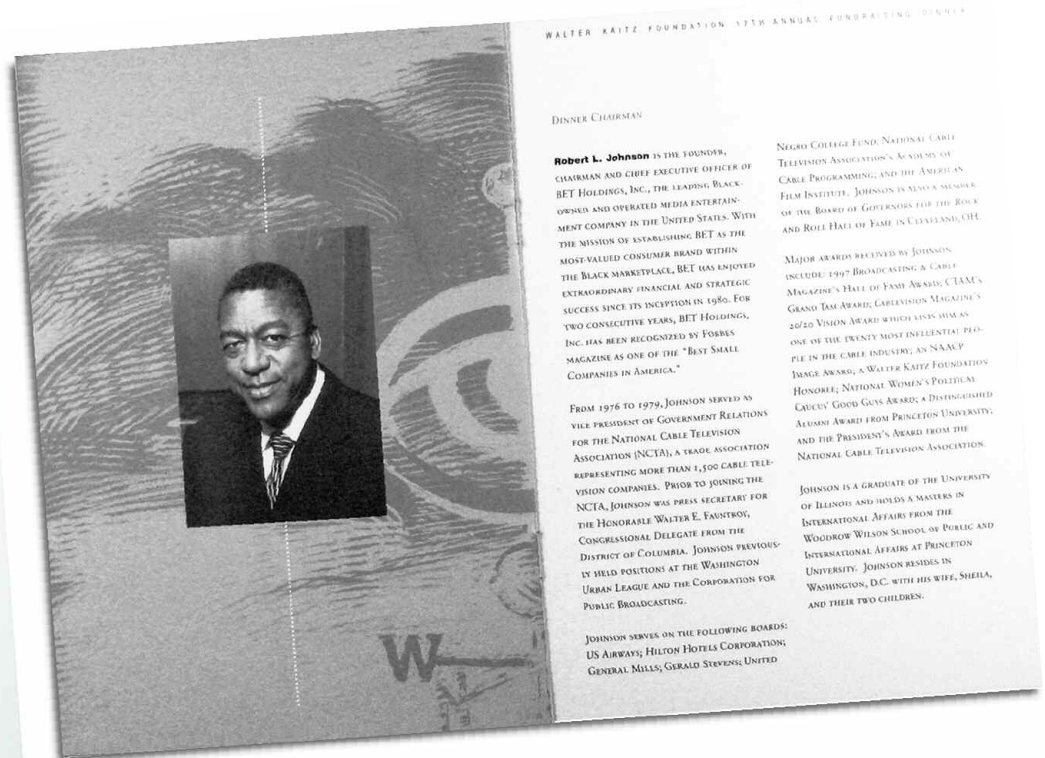 WALTER KAITZ FOUNDATION 17TH ANNUAL FUNDRAISING DINNER
DINNER CHAIRMAN
Robert L. Johnson IS THE FOUNDER,
CHAIRMAN AND CHIEF EXECUTIVE OFFICER OF
BET HOLDINGS, INC., THE LEADING BLACK-
OWNED AND OPERATED MEDIA ENTERTAIN-
MENT COMPANY IN THE UNITED STATES. WITH
THE MISSION OF ESTABLISHING BET AS THE
MOST-VALUED CONSUMER BRAND WITHIN
THE BLACK MARKETPLACE, BET HAS ENJOYED
EXTRAORDINARY FINANCIAL AND STRATEGIC
SUCCESS SINCE ITS INCEPTION IN 1980. FOR
TWO CONSECUTIVE YEARS, BET HOLDINGS,
INC. HAS BEEN RECOGNIZED BY FORBES
MAGAZINE AS ONE OF THE "BEST SMALL
COMPANIES IN AMERICA."
FROM 1976 TO 1979, JOHNSON SERVED AS
VICE PRESIDENT OF GOVERNMENT RELATIONS
FOR THE NATIONAL CABLE TELEVISION
ASSOCIATION (NCTA), A TRADE ASSOCIATION
REPRESENTING MORE THAN 1,500 CABLE TELE-
VISION COMPANIES. PRIOR TO JOINING THE
NCTA, JOHNSON WAS PRESS SECRETARY FOR
THE HONORABLE WALTER E. FAUNTROY,
CONGRESSIONAL DELEGATE FROM THE
DISTRICT OF COLUMBIA. JOHNSON PREVIOUS-
LY HELD POSITIONS AT THE WASHINGTON
URBAN LEAGUE AND THE CORPORATION FOR
PUBLIC BROADCASTING.
JOHNSON SERVES ON THE FOLLOWING BOARDS:
US AIRWAYS; HILTON HOTELS CORPORATION;
GENERAL MILLS; GERALD STEVENS; UNITED
NEGRO COLLEGE FUND; NATIONAL CABLE
TELEVISION ASSOCIATION'S ACADEMY OF
CABLE PROGRAMMING; AND THE AMERICAN
FILM INSTITUTE. JOHNSON IS ALSO A MEMBER
OF THE BOARD OF GOVERNORS FOR THE ROCK
AND ROLL HALL OF FAME IN CLEVELAND, OH.
MAJOR AWARDS RECEIVED BY JOHNSON
INCLUDE: 1997 BROADCASTING & CABLE
MAGAZINE'S HALL OF FAME AWARD; CTAM'S
GRAND TAM AWARD; CABLEVISION MAGAZINE'S
20/20 VISION AWARD WHICH LISTS HIM AS
ONE OF THE TWENTY MOST INFLUENTIAL PEO-
PLE IN THE CABLE INDUSTRY; AN NAACP
IMAGE AWARD; A WALTER KAITZ FOUNDATION
HONOREE; NATIONAL WOMEN'S POLITICAL
CAUCUS' GOOD GUYS AWARD; A DISTINGUISHED
ALUMNI AWARD FROM PRINCETON UNIVERSITY;
AND THE PRESIDENT'S AWARD FROM THE
NATIONAL CABLE TELEVISION ASSOCIATION.
JOHNSON IS A GRADUATE OF THE UNIVERSITY
OF ILLINOIS AND HOLDS A MASTERS IN
INTERNATIONAL AFFAIRS FROM THE
WOODROW WILSON SCHOOL OF PUBLIC AND
INTERNATIONAL AFFAIRS AT PRINCETON
UNIVERSITY. JOHNSON RESIDES IN
WASHINGTON, D.C. WITH HIS WIFE, SHEILA,
AND THEIR TWO CHILDREN.
W